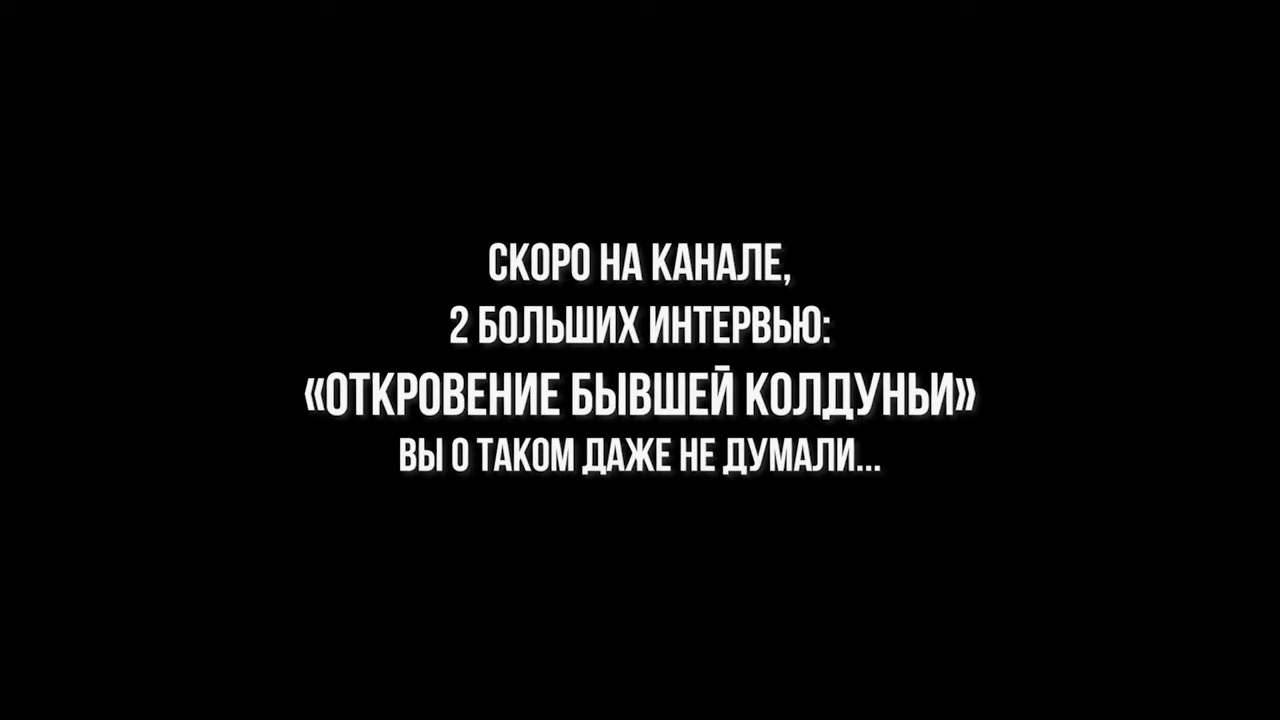 СКОРО НА КАНАЛЕ,
2 БОЛЬШИХ ИНТЕРВЬЮ:
«ОТКРОВЕНИЕ БЫВШЕЙ КОЛДУНЬИ»
ВЫ О ТАКОМ ДАЖЕ НЕ ДУМАЛИ...